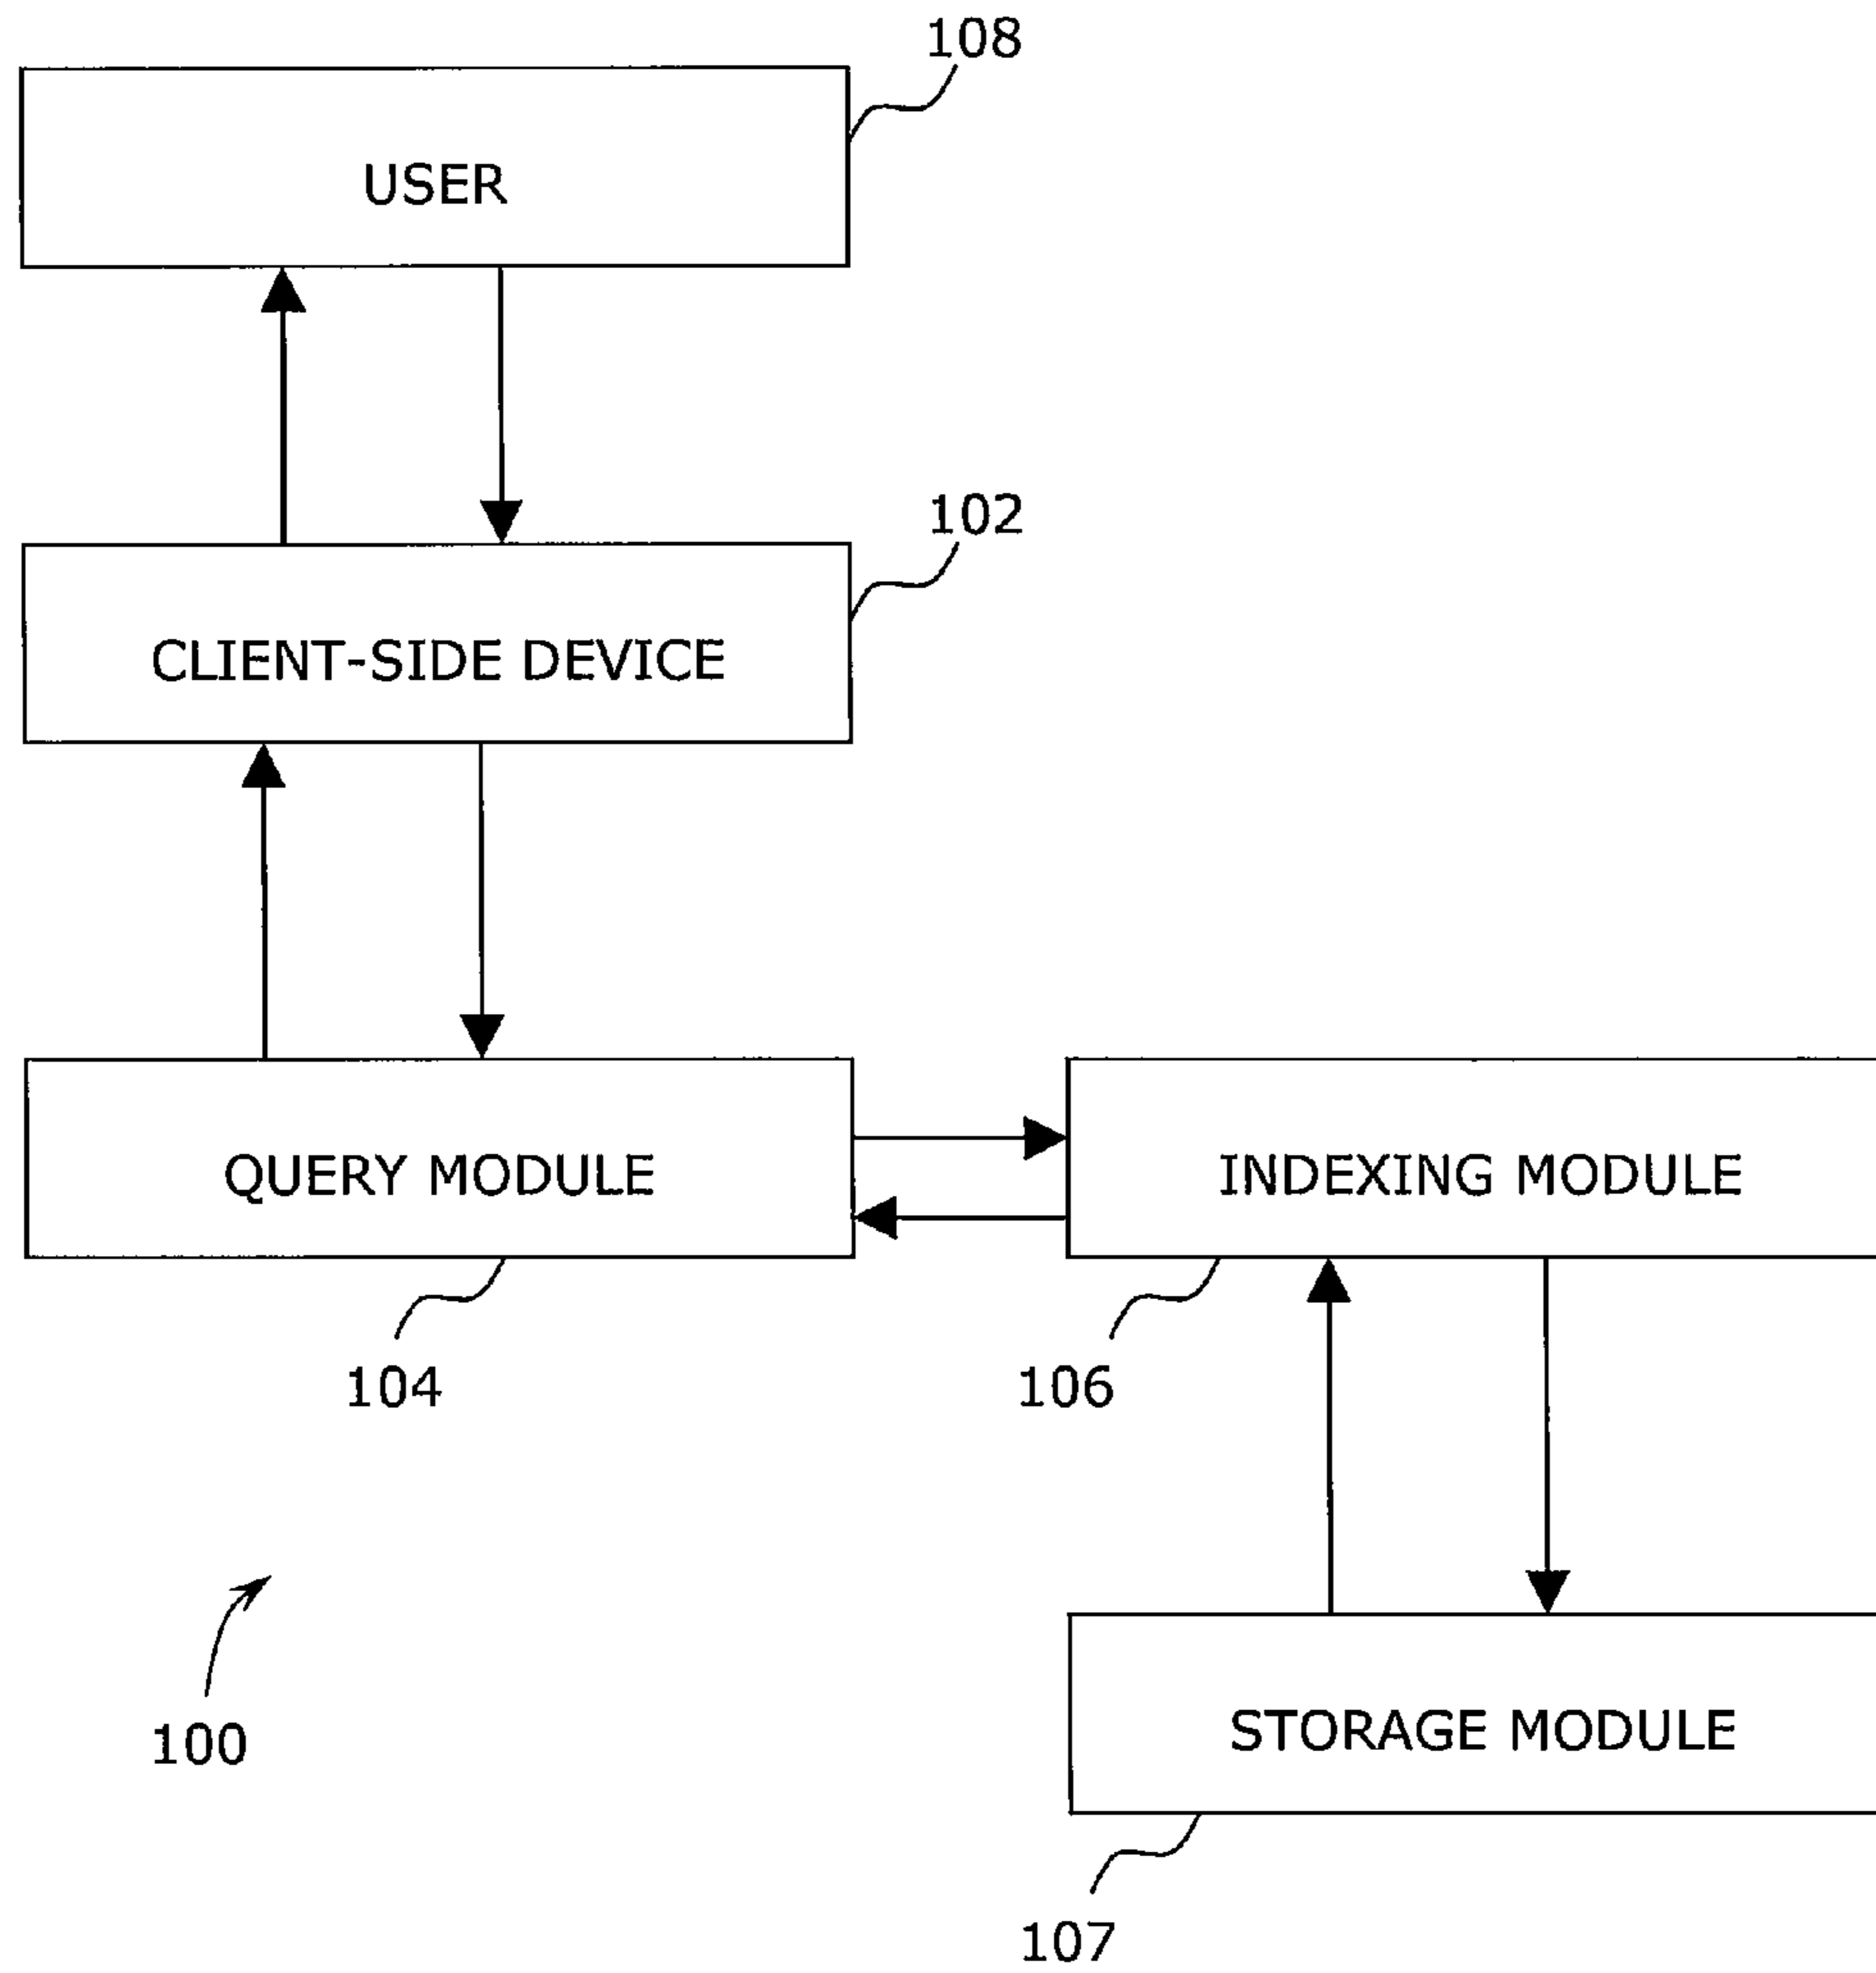 108
USER
102
CLIENT-SIDE DEVICE
QUERY MODULE
INDEXING MODULE
104
106
100
STORAGE MODULE
107